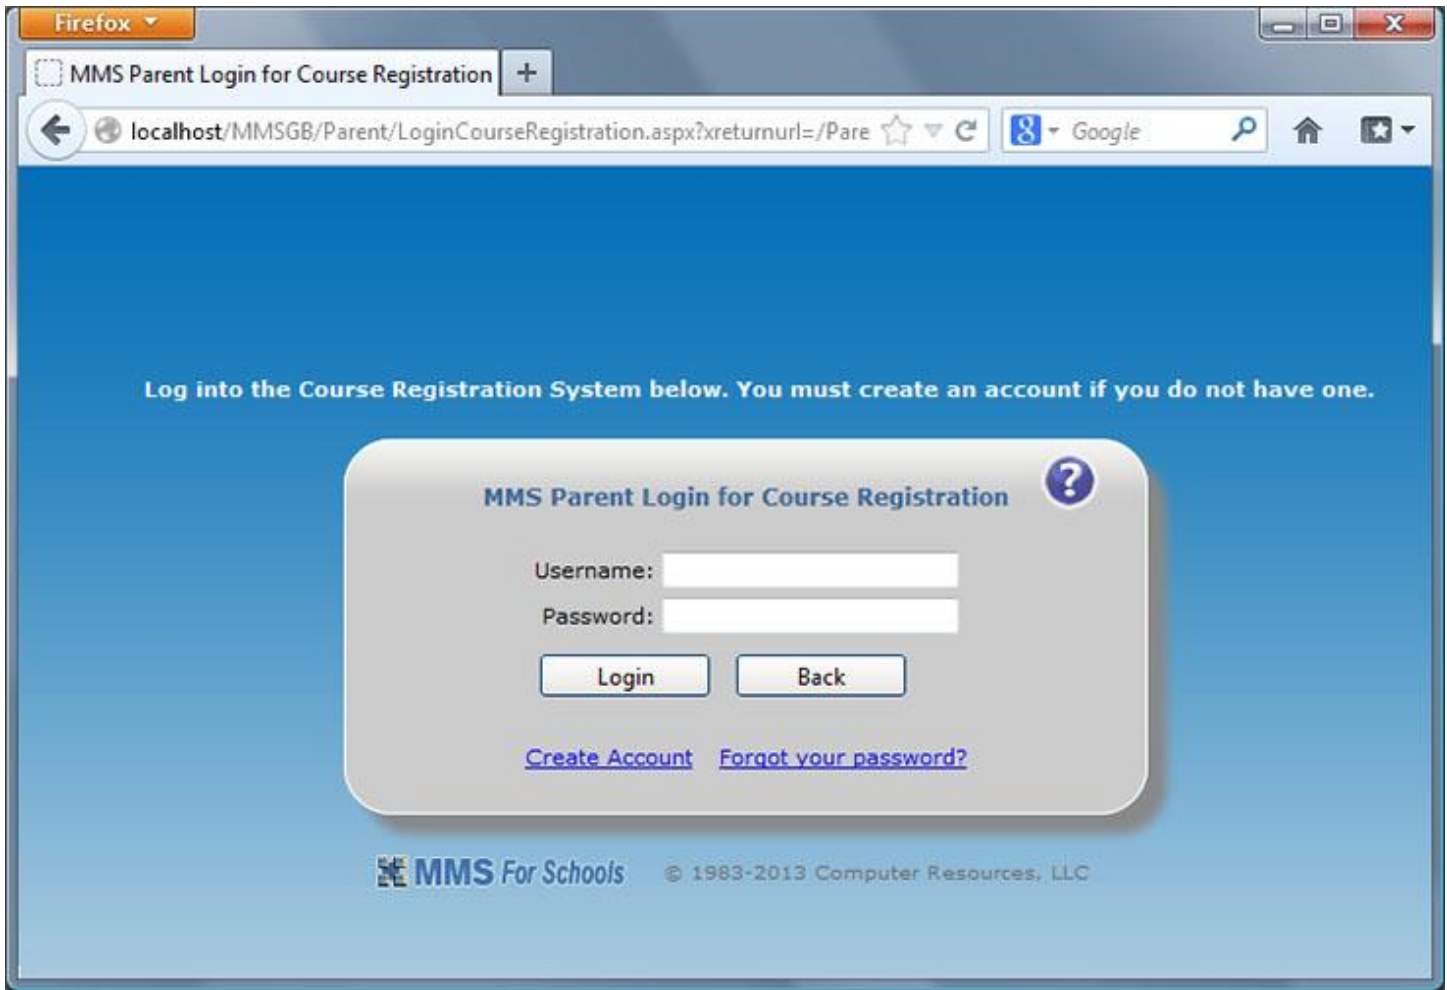 Firefox
MMS Parent Login for Course Registration
localhost/MMSGB/Parent/LoginCourseRegistration.aspx?xreturnurl=/Pare
8 Google
Log into the Course Registration System below. You must create an account if you do not have one.
MMS Parent Login for Course Registration
?
Username:
Password:
Login Back
Create Account Forgot your password?
MMS For Schools © 1983-2013 Computer Resources, LLC